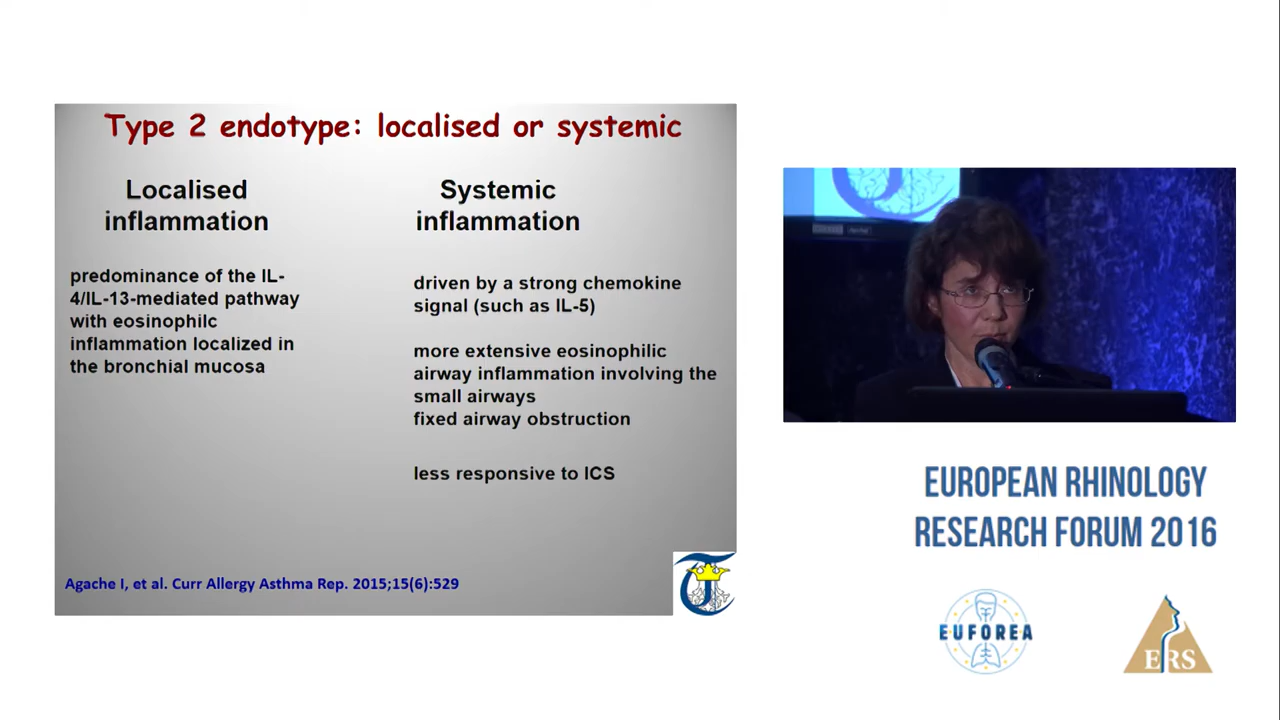 Type 2 endotype: localised or systemic
Localised
inflammation
predominance of the IL-
4/IL-13-mediated pathway
with eosinophilc
inflammation localized in
the bronchial mucosa
Systemic
inflammation
driven by a strong chemokine
signal (such as IL-5)
more extensive eosinophilic
airway inflammation involving the
small airways
fixed airway obstruction
less responsive to ICS
Agache I, et al. Curr Allergy Asthma Rep. 2015;15(6):529
EUROPEAN RHINOLOGY
RESEARCH FORUM 2016
EUFOREA
ERS